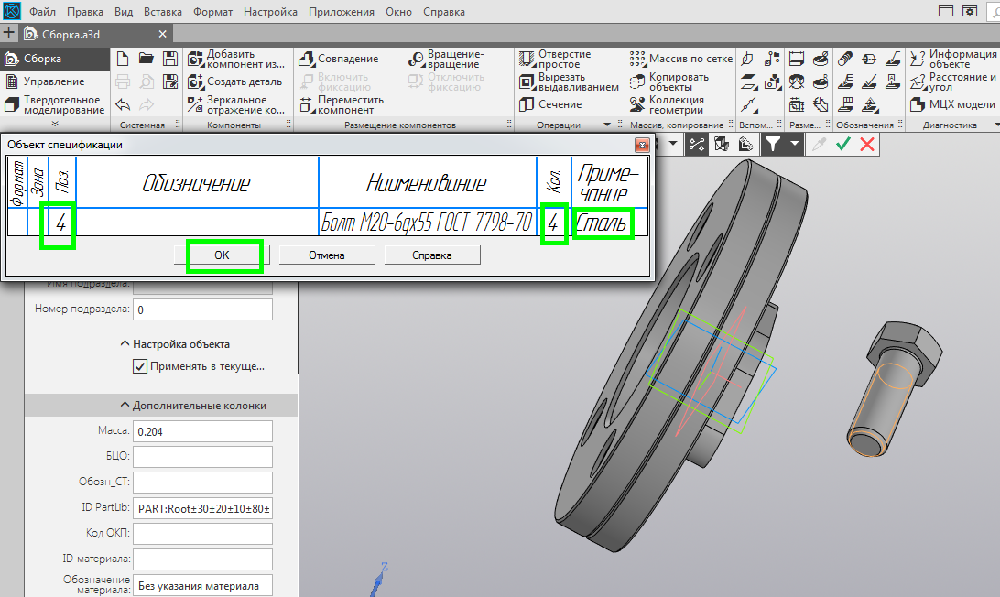 Файл Правка Вид Вставка Формат Настройка Приложения Окно Справка
Сборка.a3d
Сборка
Управление
Твердотельное
моделирование
Системная
Добавить
компонент из...
Создать деталь
Зеркальное
отражение ко...
Компоненты
Совпадение
Включить
фиксацию
Переместить
компонент
Вращение-
вращение
Отключить
фиксацию
Размещение компонентов
Отверстие
простое
Вырезать
выдавливанием
Сечение
Операции
Массив по сетке
Копировать
объекты
Коллекция
геометрии
Массив, копирование
Вспом...
Разме...
Обозначения
Информация
объекте
Расстояние и
угол
МЦХ модели
Диагностика
Объект спецификации
Формат Зона Поз. Обозначение Наименование Кол. Приме-
чание
4 Болт М20-6gx55 ГОСТ 7798-70 4 Сталь
OK Отмена Справка
Имя подраздела:
Номер подраздела: 0
Настройка объекта
Применять в текуще...
Дополнительные колонки
Масса: 0.204
БЦО:
Обозн_СТ:
ID PartLib: PART:Root±30±20±10±80±
Код ОКП:
ID материала:
Обозначение
материала: Без указания материала
Z